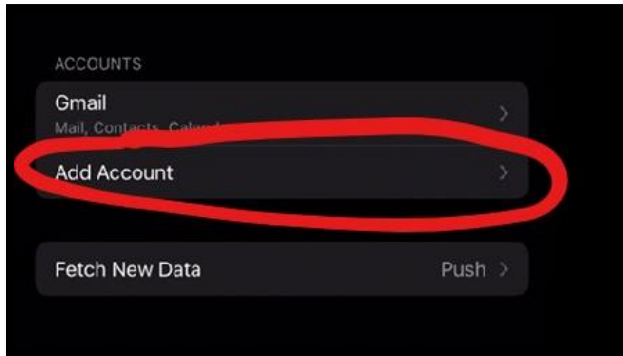 ACCOUNTS
Gmail
Mail, Contacts,
Add Account
Fetch New Data
Push